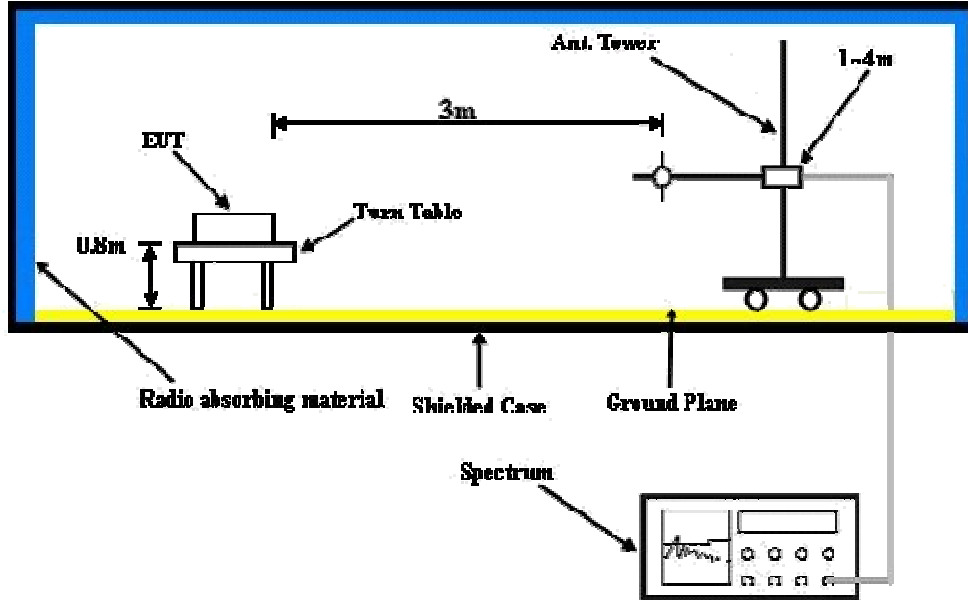 Ant. Tower
1-4m
3m
EUT
Turn Table
0.8m
Radio absorbing material
Shielded Case
Ground Plane
Spectrum